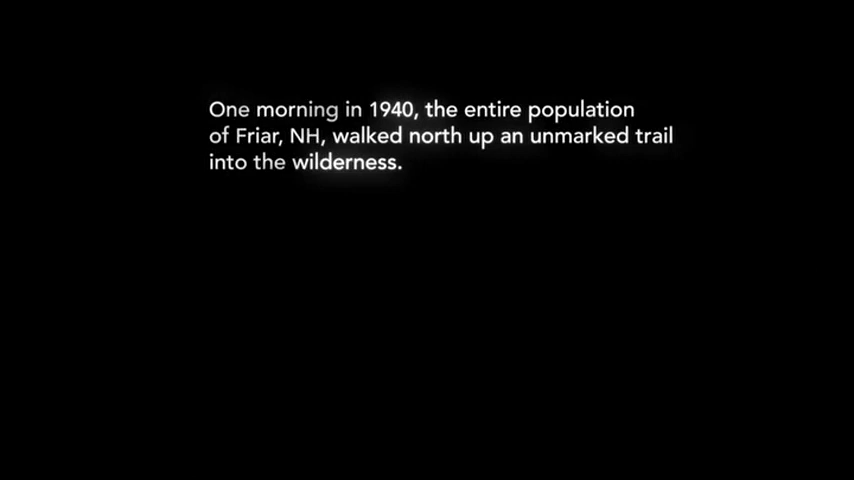 One morning in 1940, the entire population
of Friar, NH, walked north up an unmarked trail
into the wilderness.